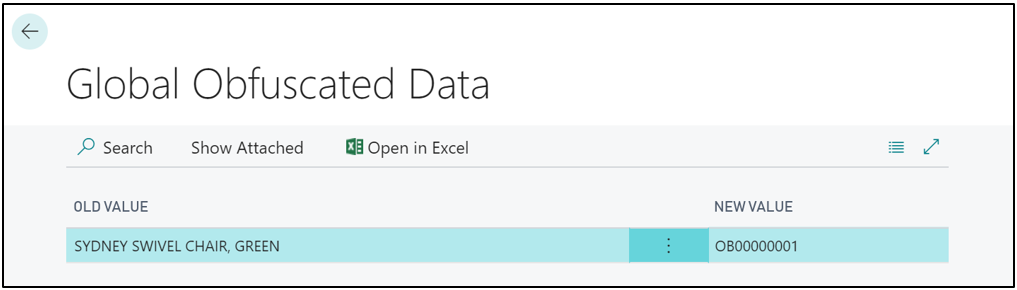 Global Obfuscated Data
Search Show Attached Open in Excel
OLD VALUE NEW VALUE
SYDNEY SWIVEL CHAIR, GREEN OB00000001